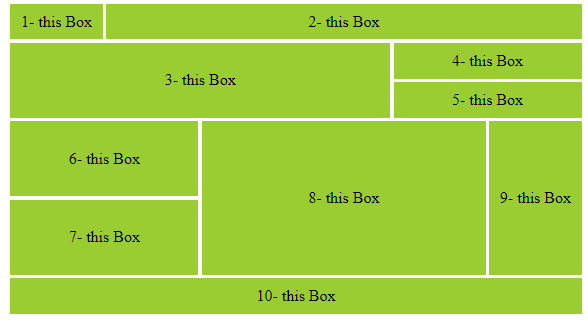 1- this Box
2- this Box
3- this Box
4- this Box
5- this Box
6- this Box
7- this Box
8- this Box
9- this Box
10- this Box